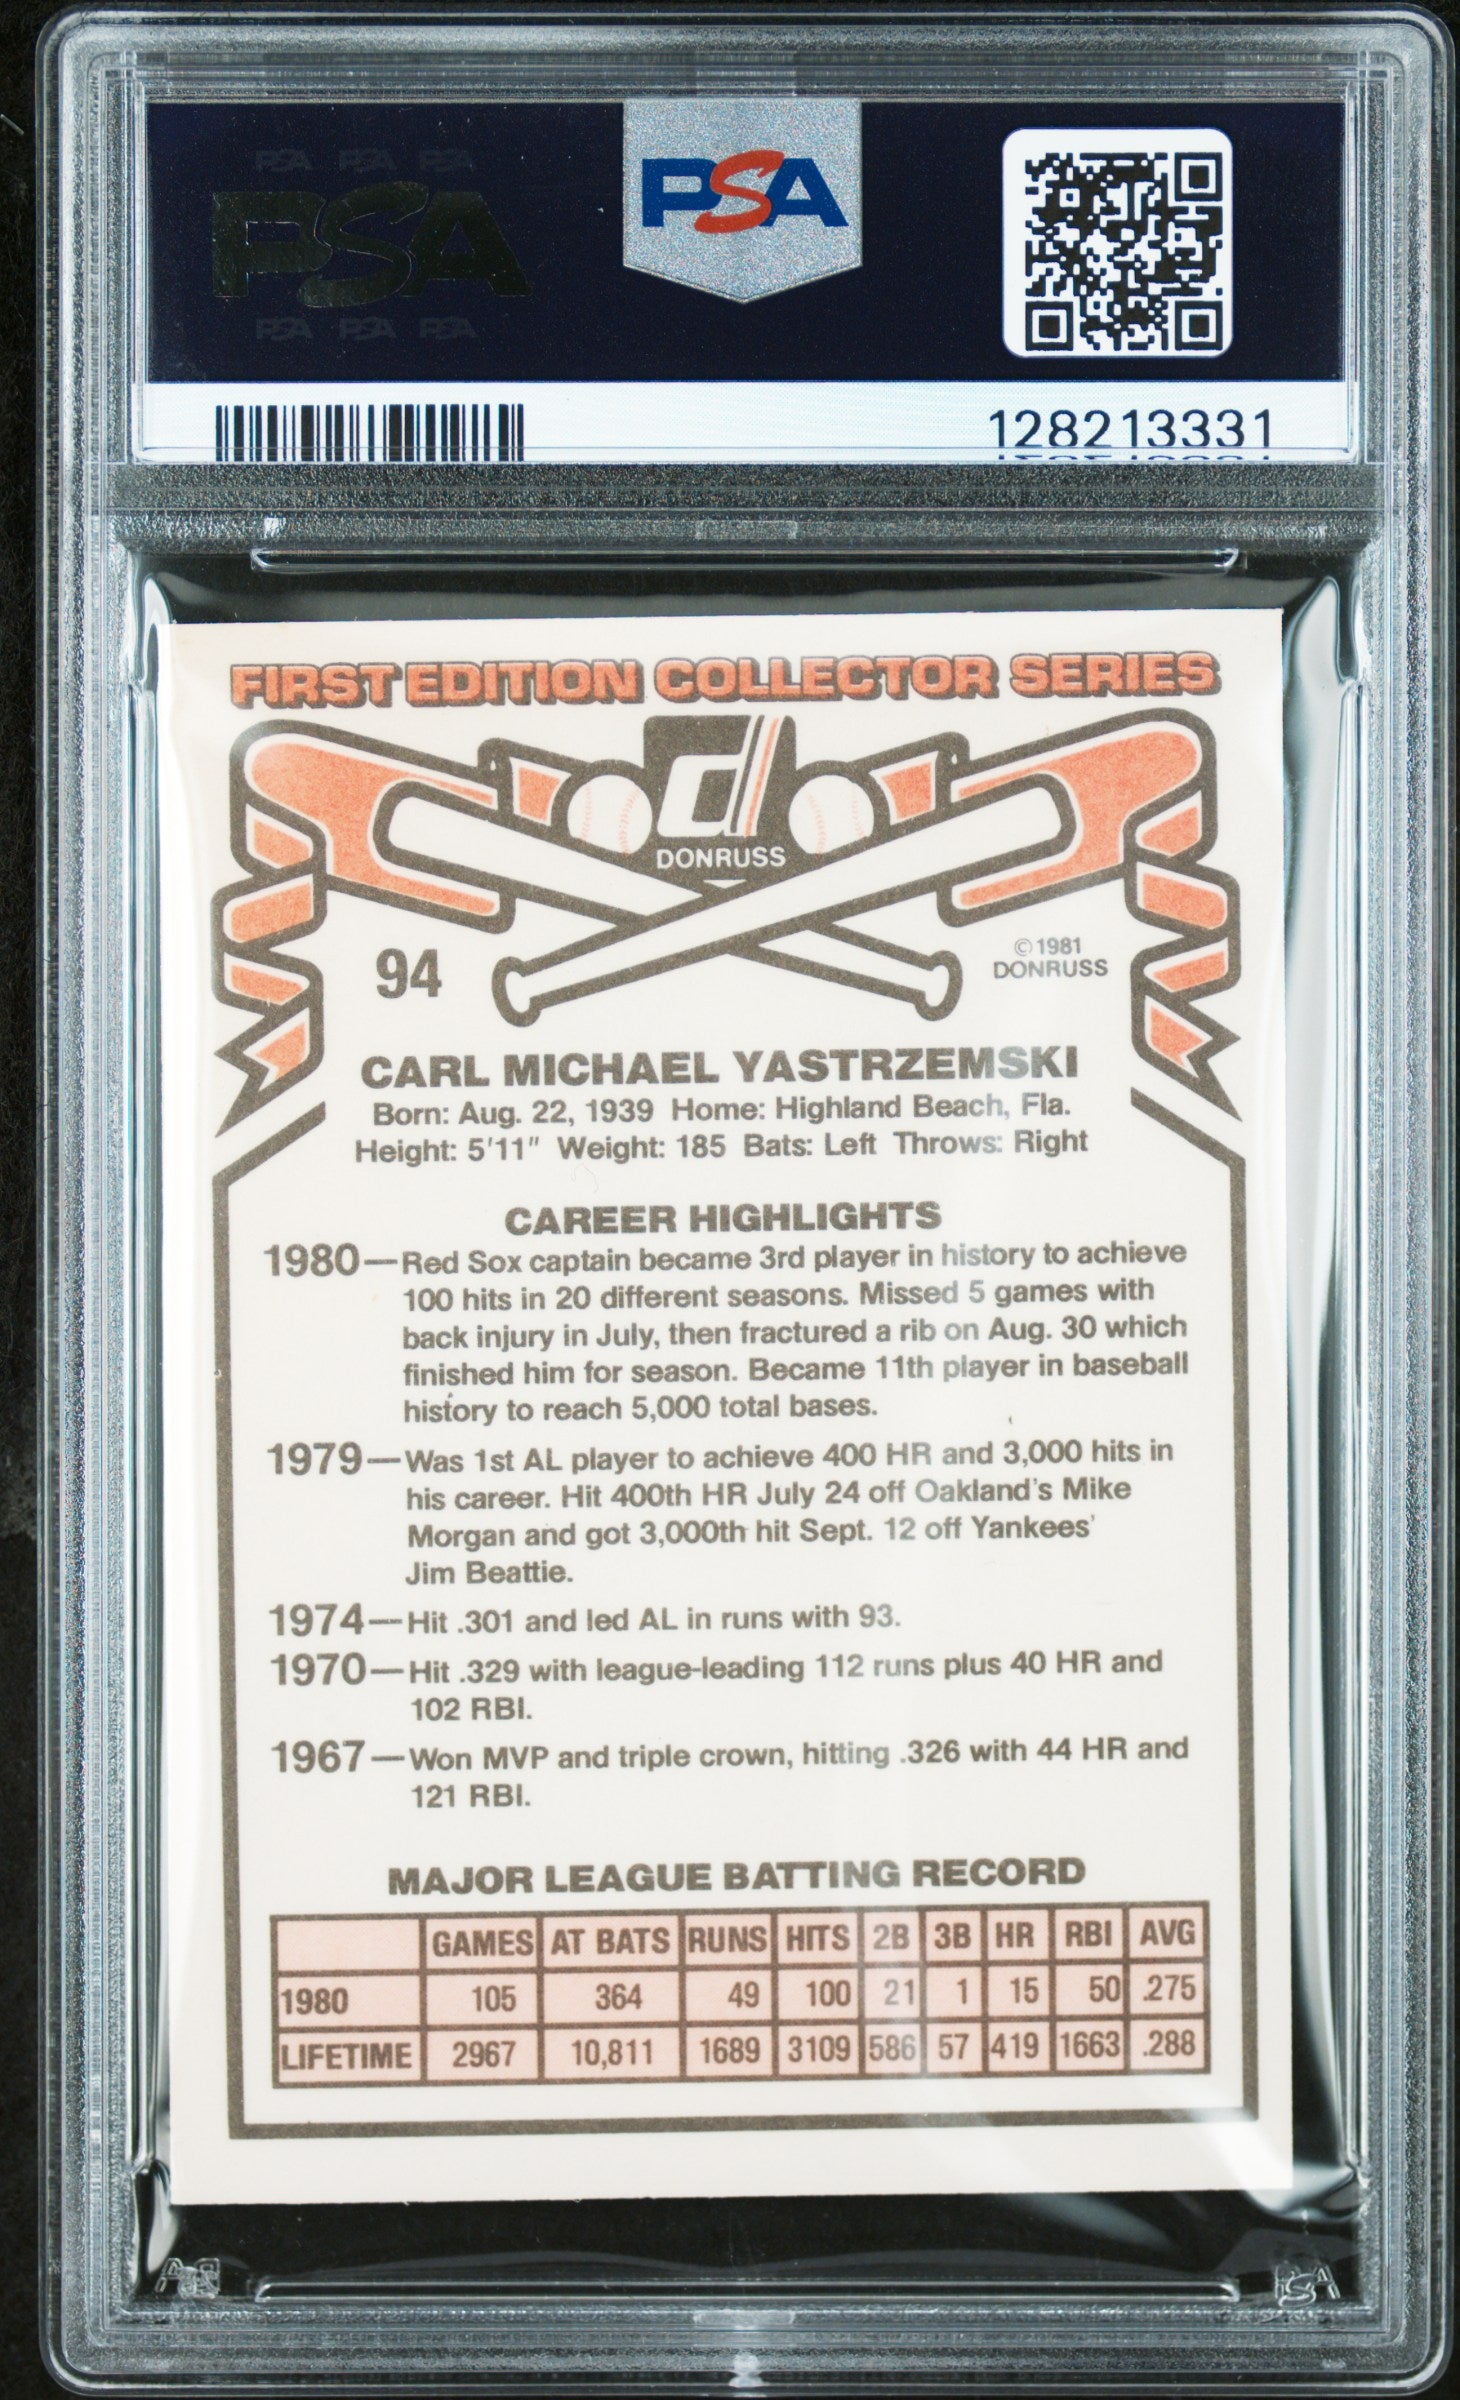 PSA PSA PSA
PSA
PSA PSA PSA
PSA
128213331
FIRST EDITION COLLECTOR SERIES
d
DONRUSS
94
©1981
DONRUSS
CARL MICHAEL YASTRZEMSKI
Born: Aug. 22, 1939 Home: Highland Beach, Fla.
Height: 5'11" Weight: 185 Bats: Left Throws: Right
CAREER HIGHLIGHTS
1980—Red Sox captain became 3rd player in history to achieve
100 hits in 20 different seasons. Missed 5 games with
back injury in July, then fractured a rib on Aug. 30 which
finished him for season. Became 11th player in baseball
history to reach 5,000 total bases.
1979—Was 1st AL player to achieve 400 HR and 3,000 hits in
his career. Hit 400th HR July 24 off Oakland's Mike
Morgan and got 3,000th hit Sept. 12 off Yankees'
Jim Beattie.
1974—Hit .301 and led AL in runs with 93.
1970—Hit .329 with league-leading 112 runs plus 40 HR and
102 RBI.
1967—Won MVP and triple crown, hitting .326 with 44 HR and
121 RBI.
MAJOR LEAGUE BATTING RECORD
GAMES AT BATS RUNS HITS 2B 3B HR RBI AVG
1980 105 364 49 100 21 1 15 50 .275
LIFETIME 2967 10,811 1689 3109 586 57 419 1663 .288
PSA